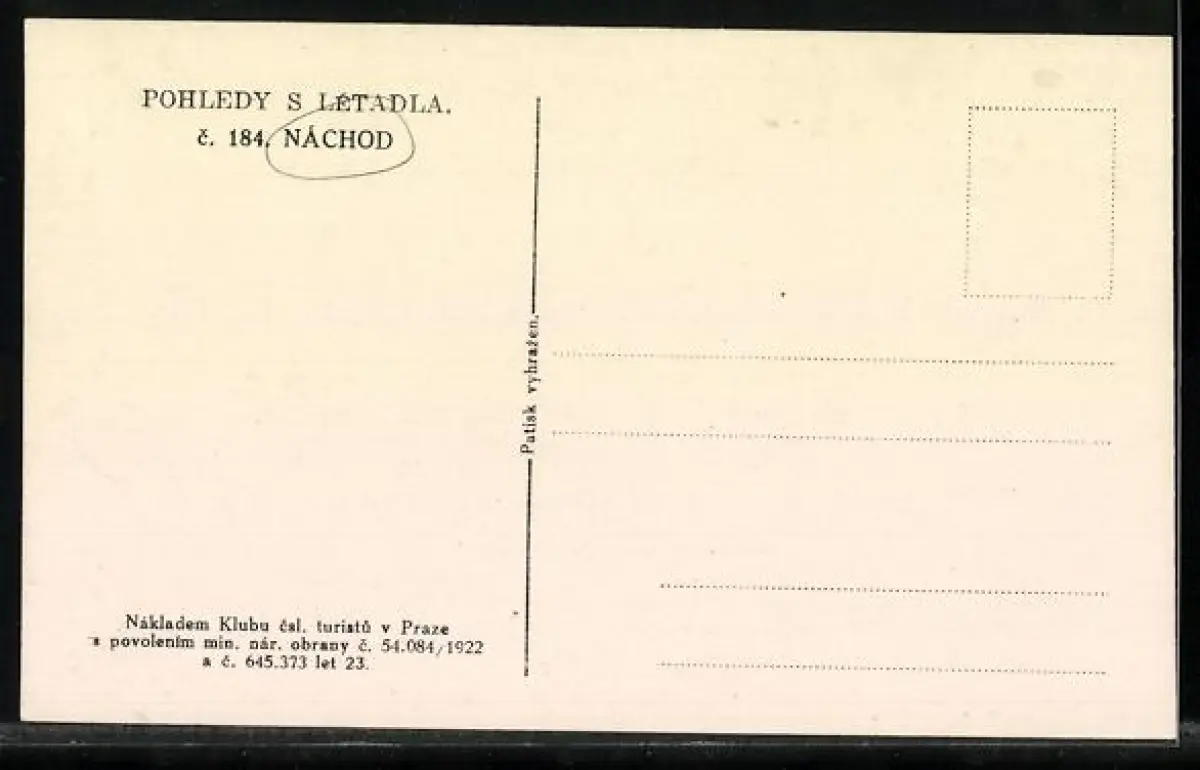 POHLEDY S LETADLA.
č. 184. NÁCHOD
Patisk vyhražen.
Nákladem Klubu čsl. turistů v Praze
s povolením min. nár. obrany č. 54.084/1922
a č. 645.373 let 23.